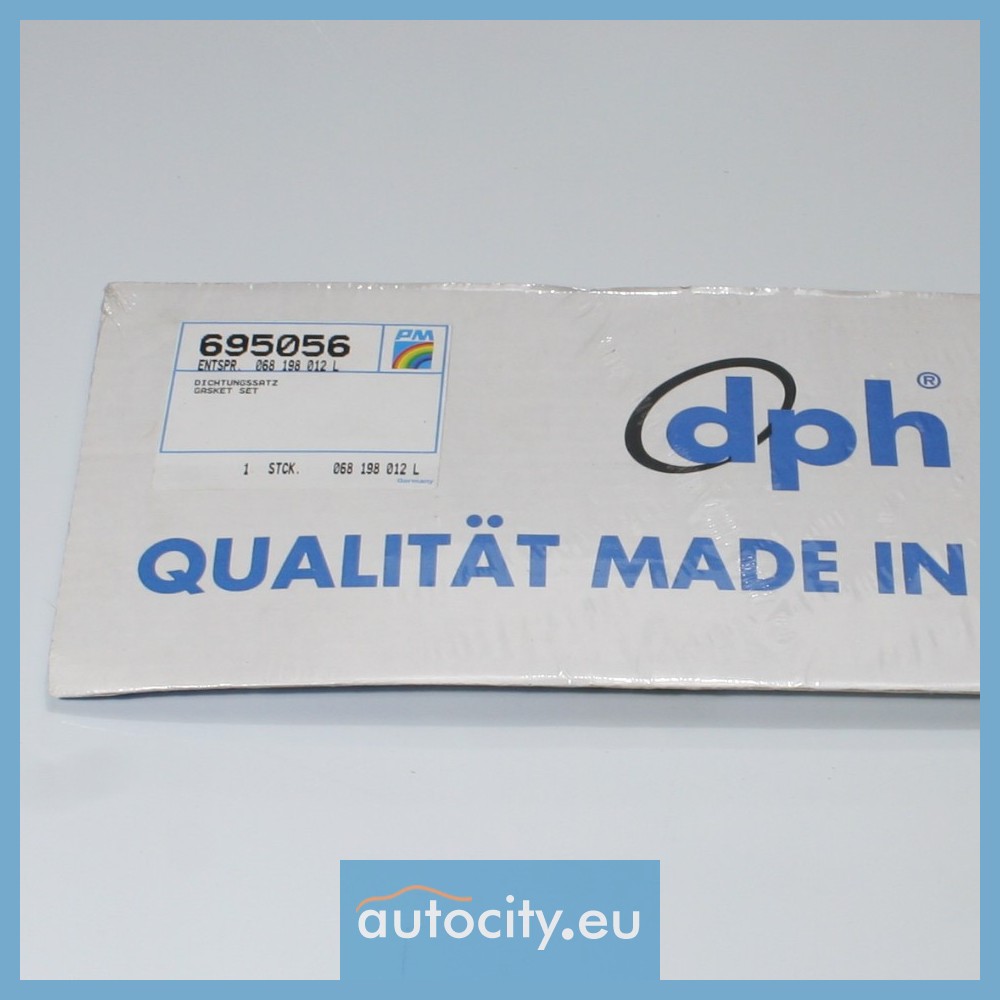 695056
PM
ENTSPR. 068 198 012 L
DICHTUNGSSATZ
GASKET SET
1 STCK. 068 198 012 L
Germany
dph®
QUALITÄT MADE IN
autocity.eu